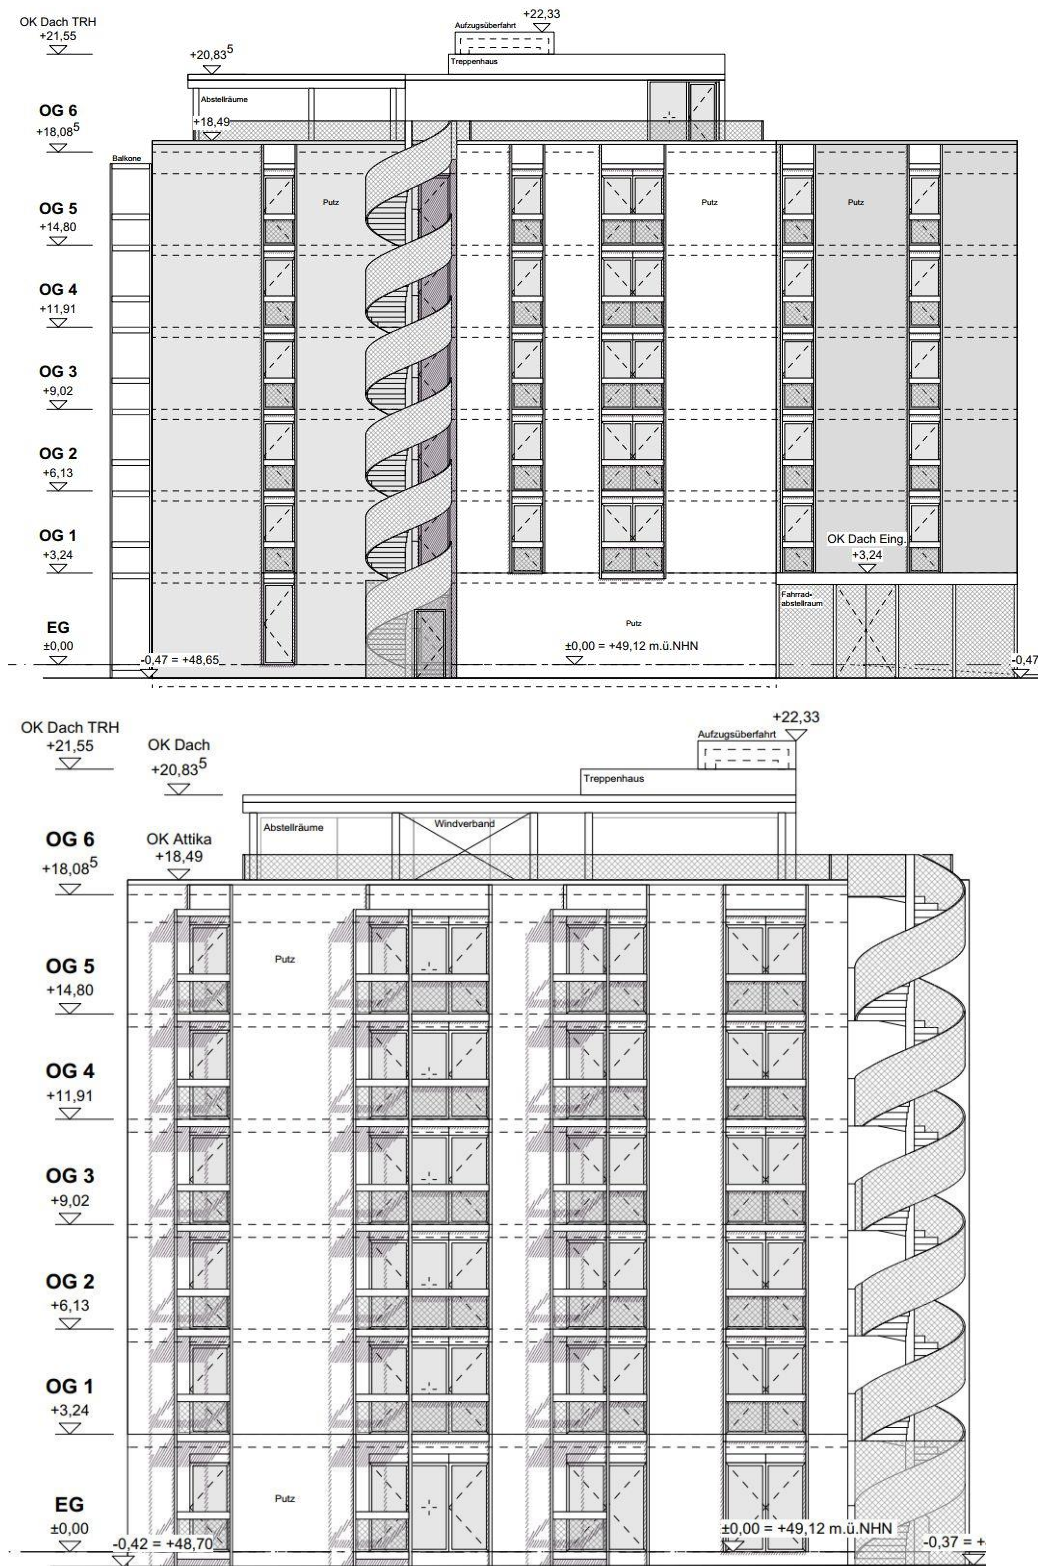 OK Dach TRH
+21,55
Aufzugsüberfahrt
+22,33
Treppenhaus
+20,83⁵
Abstellräume
OG 6
+18,08⁵
+18,49
Balkone
OG 5
+14,80
Putz
Putz
Putz
OG 4
+11,91
OG 3
+9,02
OG 2
+6,13
OG 1
+3,24
OK Dach Eing.
+3,24
Fahrrad-
abstellraum
EG
±0,00
Putz
-0,47 = +48,65
±0,00 = +49,12 m.ü.NHN
-0,47
OK Dach TRH
+21,55
OK Dach
+20,83⁵
Aufzugsüberfahrt
+22,33
Treppenhaus
Abstellräume
Windverband
OG 6
+18,08⁵
OK Attika
+18,49
OG 5
+14,80
Putz
OG 4
+11,91
OG 3
+9,02
OG 2
+6,13
OG 1
+3,24
EG
±0,00
Putz
-0,42 = +48,70
±0,00 = +49,12 m.ü.NHN
-0,37 = +